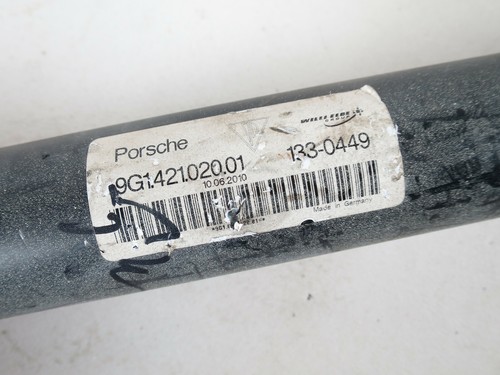 Porsche
9G1.421.020.01 133-0449
10.06.2010
Made in Germany